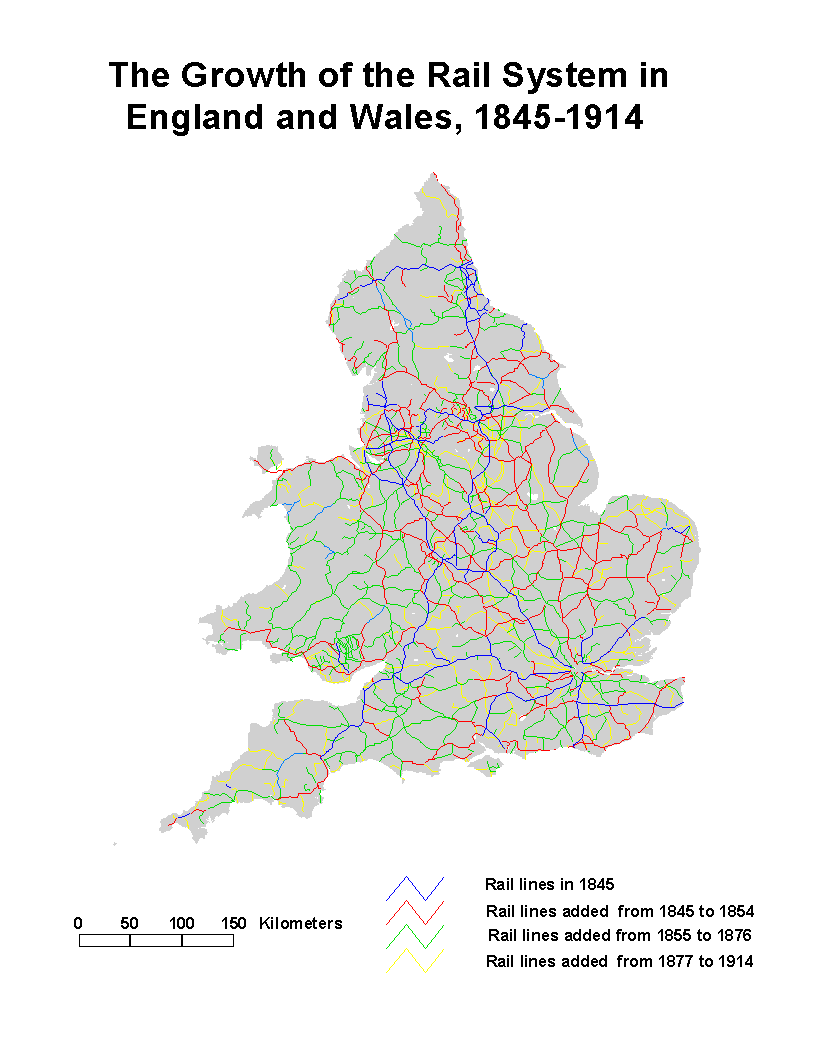 The Growth of the Rail System in
England and Wales, 1845-1914
Rail lines in 1845
Rail lines added from 1845 to 1854
Rail lines added from 1855 to 1876
Rail lines added from 1877 to 1914
0 50 100 150 Kilometers